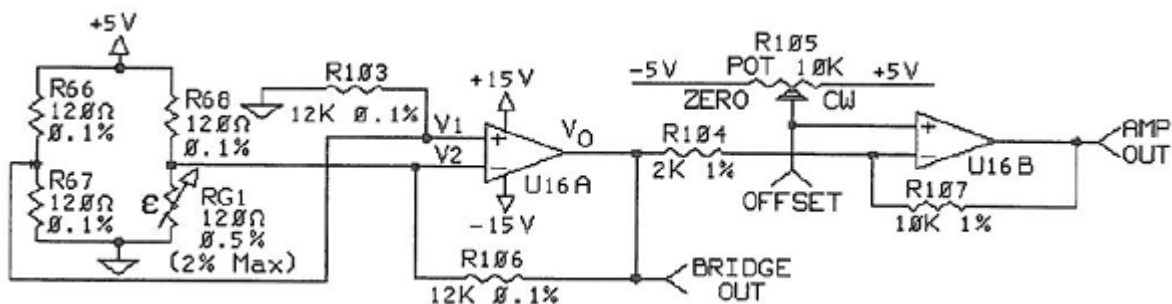 +5V
R66
120Ω
0.1%
R67
120Ω
0.1%
R68
120Ω
0.1%
ε
RG1
120Ω
0.5%
(2% Max)
R103
12K 0.1%
V1
V2
+15V
+
−
U16A
-15V
VO
R106
12K 0.1%
BRIDGE
OUT
R104
2K 1%
R105
-5V
POT 10K
+5V
ZERO
CW
OFFSET
+
−
U16B
R107
10K 1%
AMP
OUT